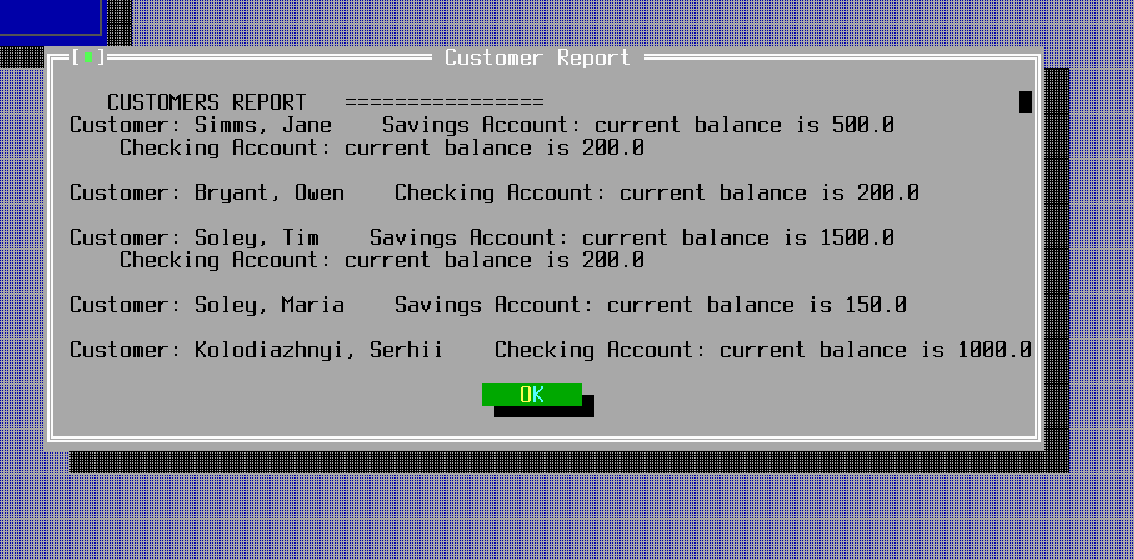 [■] Customer Report
CUSTOMERS REPORT   ================
Customer: Simms, Jane    Savings Account: current balance is 500.0
    Checking Account: current balance is 200.0
Customer: Bryant, Owen    Checking Account: current balance is 200.0
Customer: Soley, Tim    Savings Account: current balance is 1500.0
    Checking Account: current balance is 200.0
Customer: Soley, Maria    Savings Account: current balance is 150.0
Customer: Kolodiazhnyi, Serhii    Checking Account: current balance is 1000.0
OK